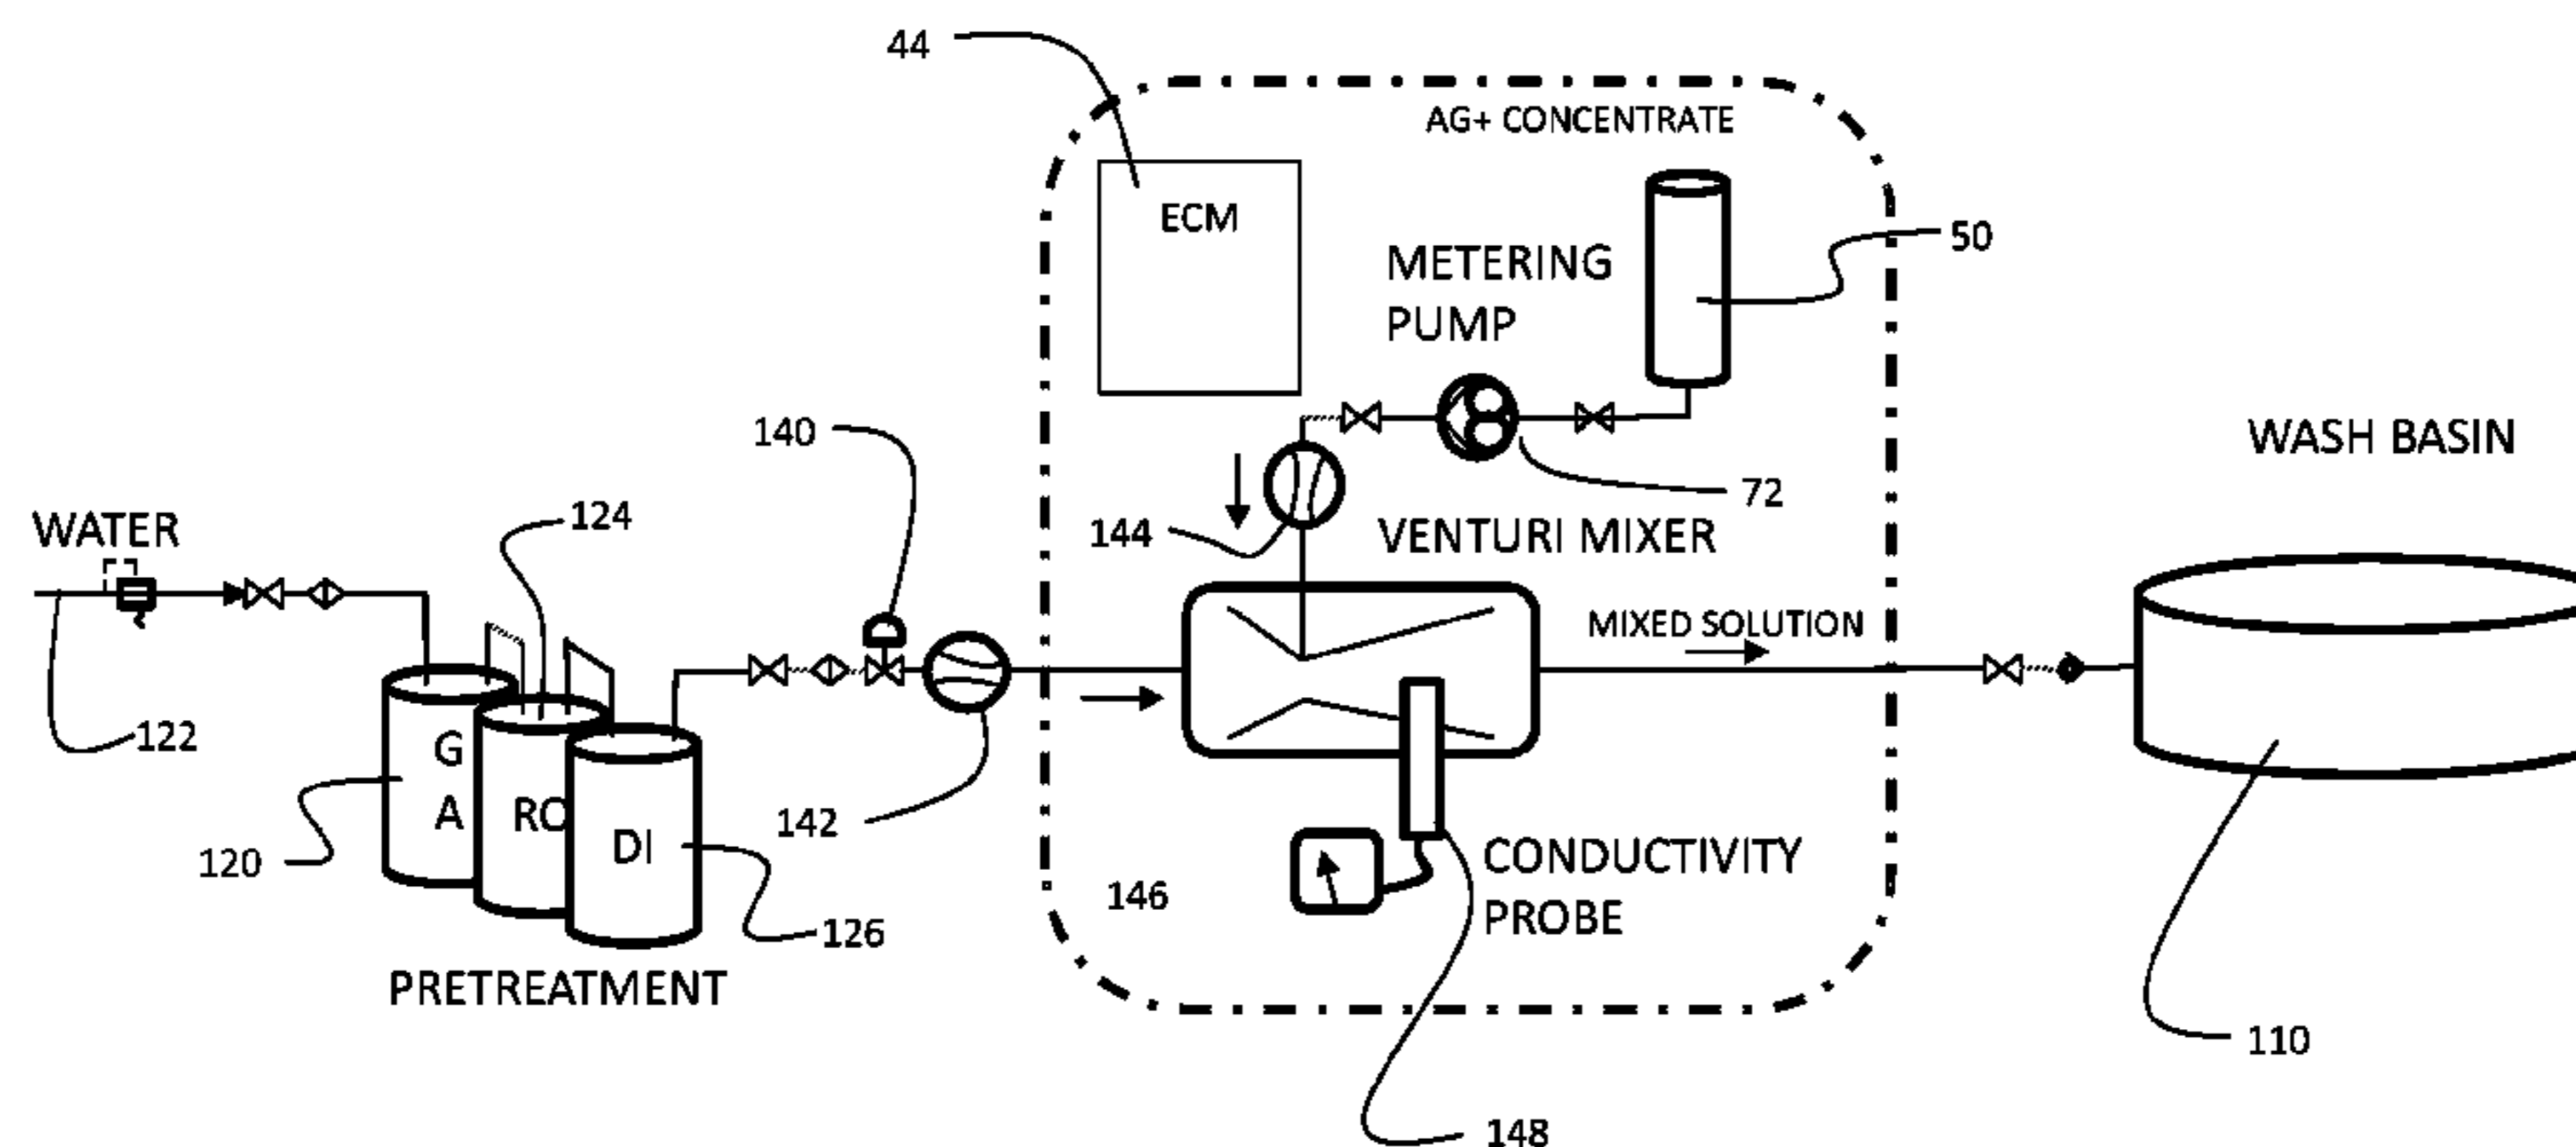 44
AG+ CONCENTRATE
ECM
50
METERING
PUMP
140
WASH BASIN
72
124
WATER
144
VENTURI MIXER
MIXED SOLUTION
122
G
A
RO
DI
142
120
126
146
CONDUCTIVITY
PROBE
PRETREATMENT
110
148